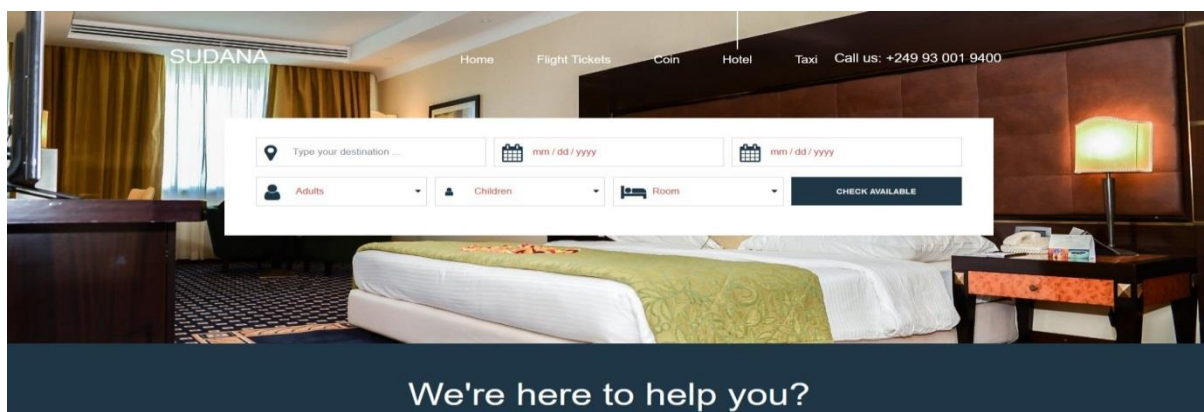 SUDANA Home Flight Tickets Coin Hotel Taxi Call us: +249 93 001 9400
Type your destination ... mm / dd / yyyy mm / dd / yyyy
Adults Children Room CHECK AVAILABLE
We're here to help you?